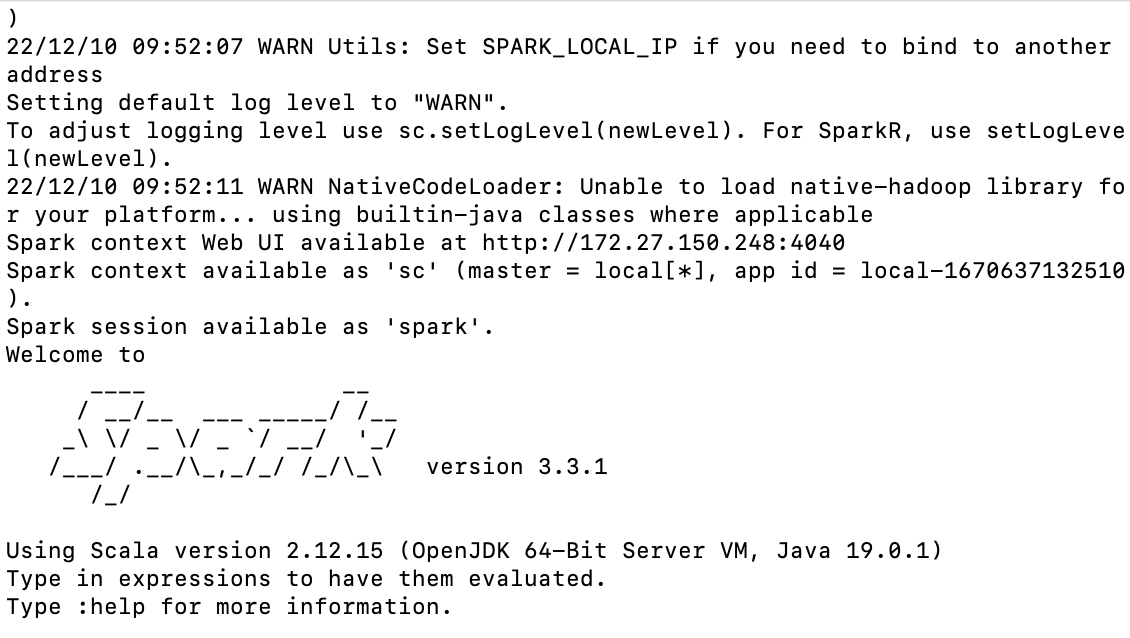 )
22/12/10 09:52:07 WARN Utils: Set SPARK_LOCAL_IP if you need to bind to another
address
Setting default log level to "WARN".
To adjust logging level use sc.setLogLevel(newLevel). For SparkR, use setLogLeve
l(newLevel).
22/12/10 09:52:11 WARN NativeCodeLoader: Unable to load native-hadoop library fo
r your platform... using builtin-java classes where applicable
Spark context Web UI available at http://172.27.150.248:4040
Spark context available as 'sc' (master = local[*], app id = local-1670637132510
).
Spark session available as 'spark'.
Welcome to
      ____              __
     / __/__  ___ _____/ /__
    _\ \/ _ \/ _ `/ __/  '_/
   /___/ .__/\_,_/_/ /_/\_\   version 3.3.1
      /_/
Using Scala version 2.12.15 (OpenJDK 64-Bit Server VM, Java 19.0.1)
Type in expressions to have them evaluated.
Type :help for more information.